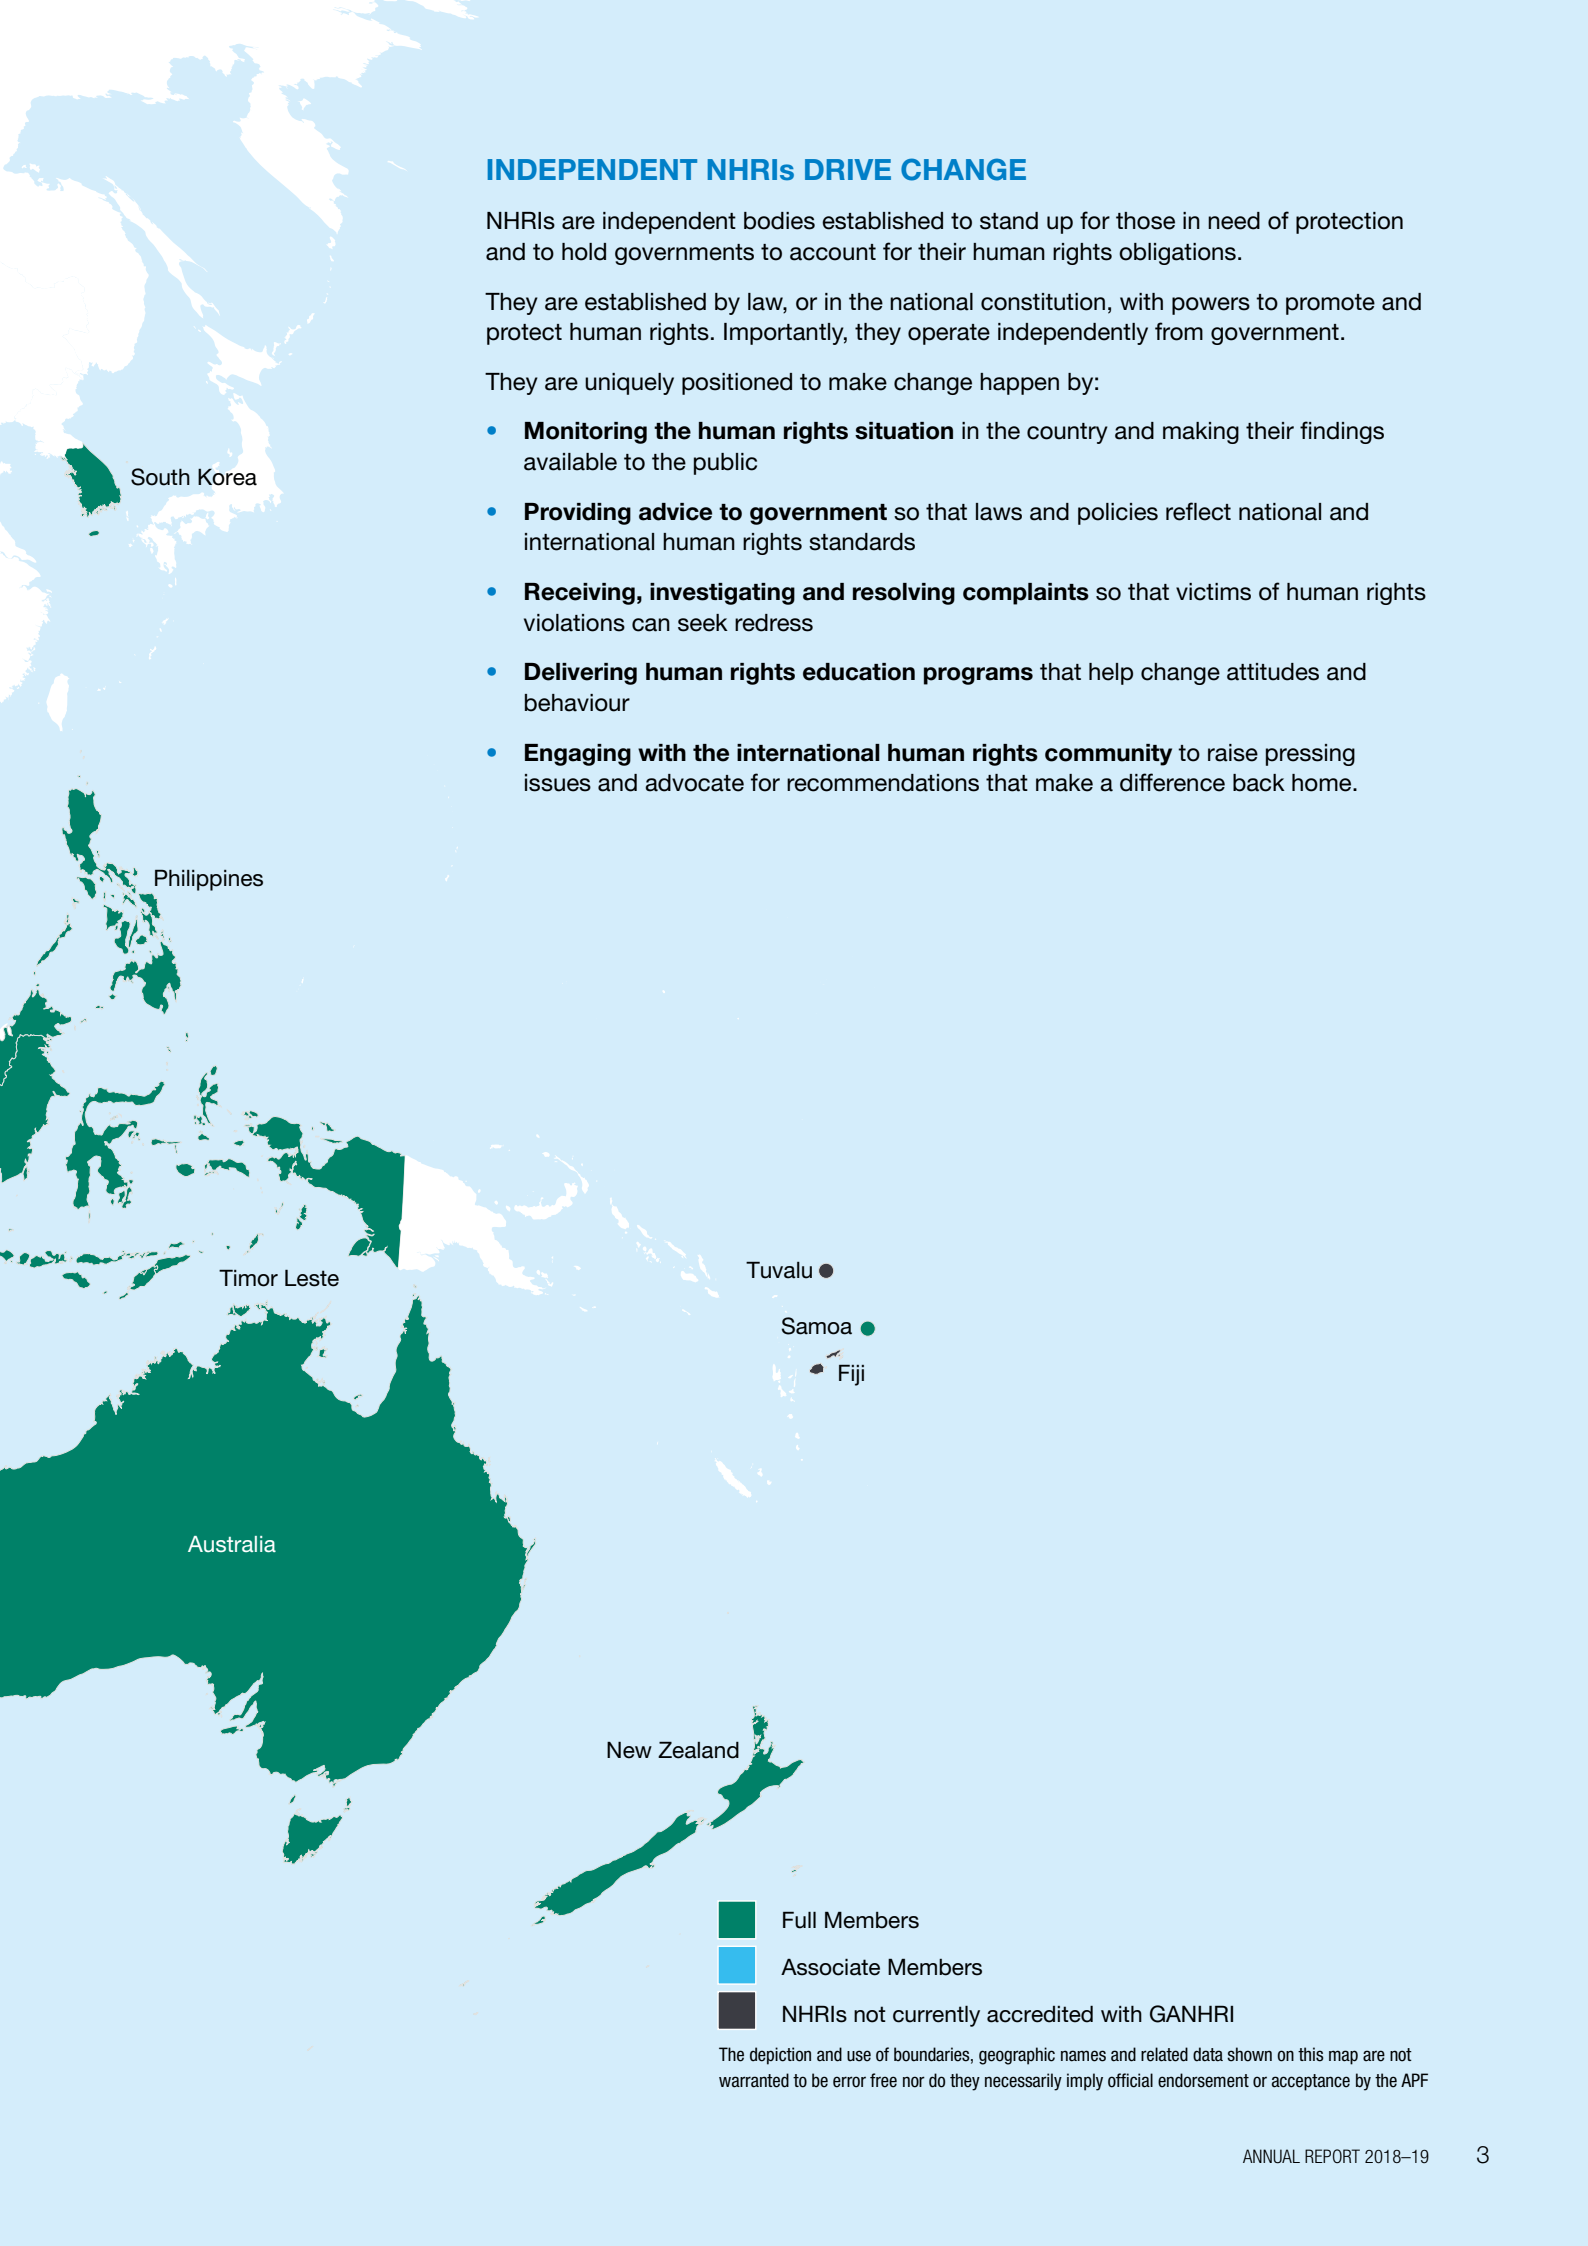 INDEPENDENT NHRIs DRIVE CHANGE
NHRIs are independent bodies established to stand up for those in need of protection
and to hold governments to account for their human rights obligations.
They are established by law, or in the national constitution, with powers to promote and
protect human rights. Importantly, they operate independently from government.
They are uniquely positioned to make change happen by:
• Monitoring the human rights situation in the country and making their findings
available to the public
• Providing advice to government so that laws and policies reflect national and
international human rights standards
• Receiving, investigating and resolving complaints so that victims of human rights
violations can seek redress
• Delivering human rights education programs that help change attitudes and
behaviour
• Engaging with the international human rights community to raise pressing
issues and advocate for recommendations that make a difference back home.
South Korea
Philippines
Timor Leste
Tuvalu
Samoa
Fiji
Australia
New Zealand
Full Members
Associate Members
NHRIs not currently accredited with GANHRI
The depiction and use of boundaries, geographic names and related data shown on this map are not
warranted to be error free nor do they necessarily imply official endorsement or acceptance by the APF
ANNUAL REPORT 2018–19 3